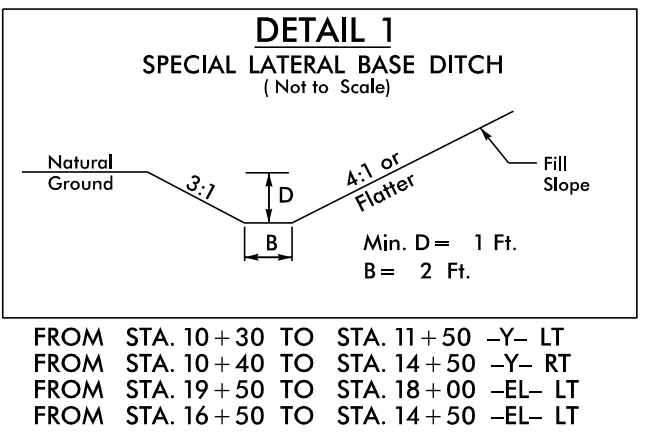 DETAIL 1
SPECIAL LATERAL BASE DITCH
( Not to Scale)
Natural
Ground
3:1
D
B
4:1 or
Flatter
Fill
Slope
Min. D = 1 Ft.
B = 2 Ft.
FROM STA. 10+30 TO STA. 11+50 -Y- LT
FROM STA. 10+40 TO STA. 14+50 -Y- RT
FROM STA. 19+50 TO STA. 18+00 -EL- LT
FROM STA. 16+50 TO STA. 14+50 -EL- LT